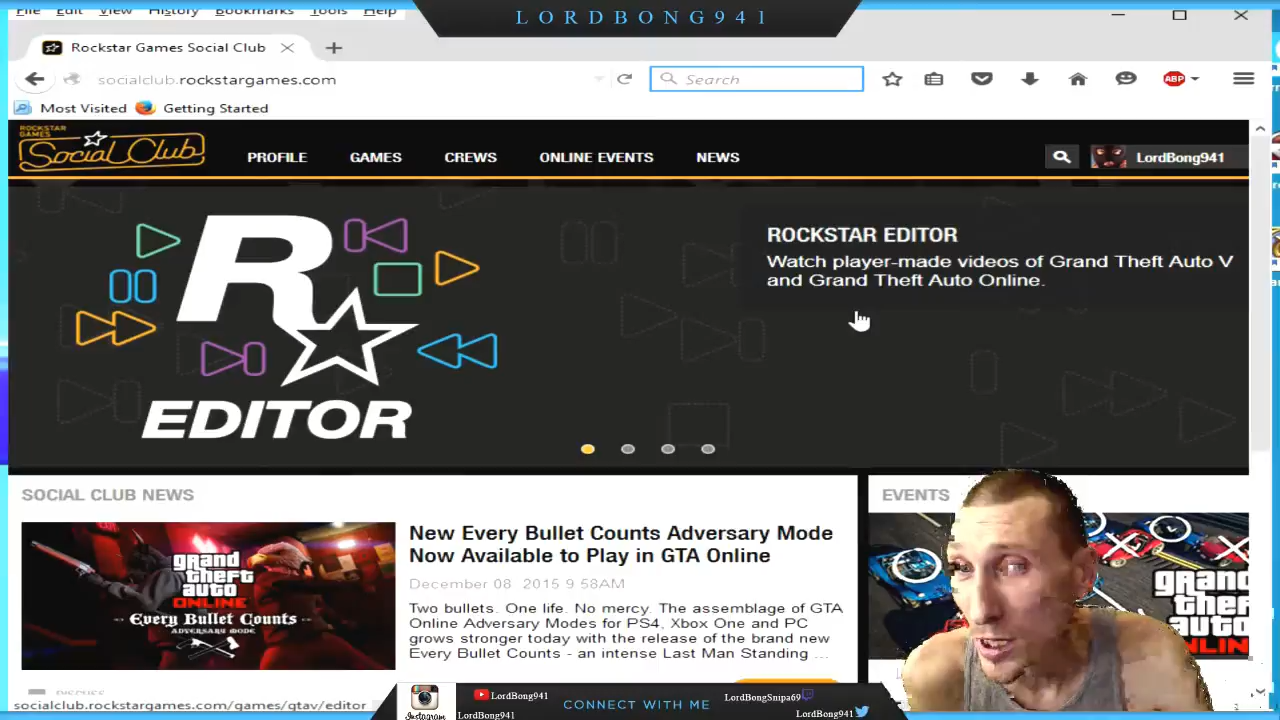 File Edit View History Bookmarks Tools Help
LORDBONG941
Rockstar Games Social Club
socialclub.rockstargames.com
Search
ABP
Most Visited Getting Started
ROCKSTAR GAMES
Social Club
PROFILE GAMES CREWS ONLINE EVENTS NEWS
LordBong941
R
EDITOR
ROCKSTAR EDITOR
Watch player-made videos of Grand Theft Auto V
and Grand Theft Auto Online.
SOCIAL CLUB NEWS
grand
theft
auto
ONLINE
Every Bullet Counts
ADVERSARY MODE
New Every Bullet Counts Adversary Mode
Now Available to Play in GTA Online
December 08 2015 9:58AM
Two bullets. One life. No mercy. The assemblage of GTA
Online Adversary Modes for PS4, Xbox One and PC
grows stronger today with the release of the brand new
Every Bullet Counts - an intense Last Man Standing ...
EVENTS
grand
theft
auto
ONLIN
DISCUSS
socialclub.rockstargames.com/games/gtav/editor
Instagram
LordBong941
LordBong941
CONNECT WITH ME
LordBongSnipa69
LordBong941